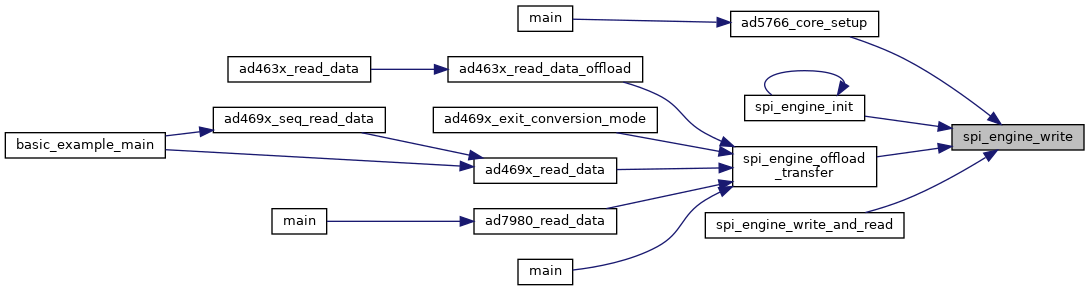 main
ad5766_core_setup
ad463x_read_data
ad463x_read_data_offload
spi_engine_init
ad469x_seq_read_data
ad469x_exit_conversion_mode
spi_engine_write
basic_example_main
spi_engine_offload
_transfer
ad469x_read_data
main
ad7980_read_data
spi_engine_write_and_read
main